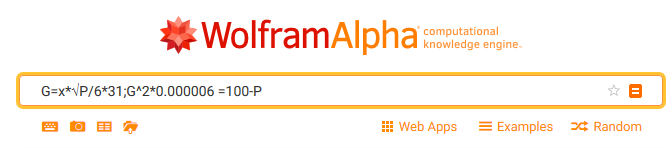 WolframAlpha computational
knowledge engine.
G=x*√P/6*31;G^2*0.000006 =100-P
Web Apps Examples Random